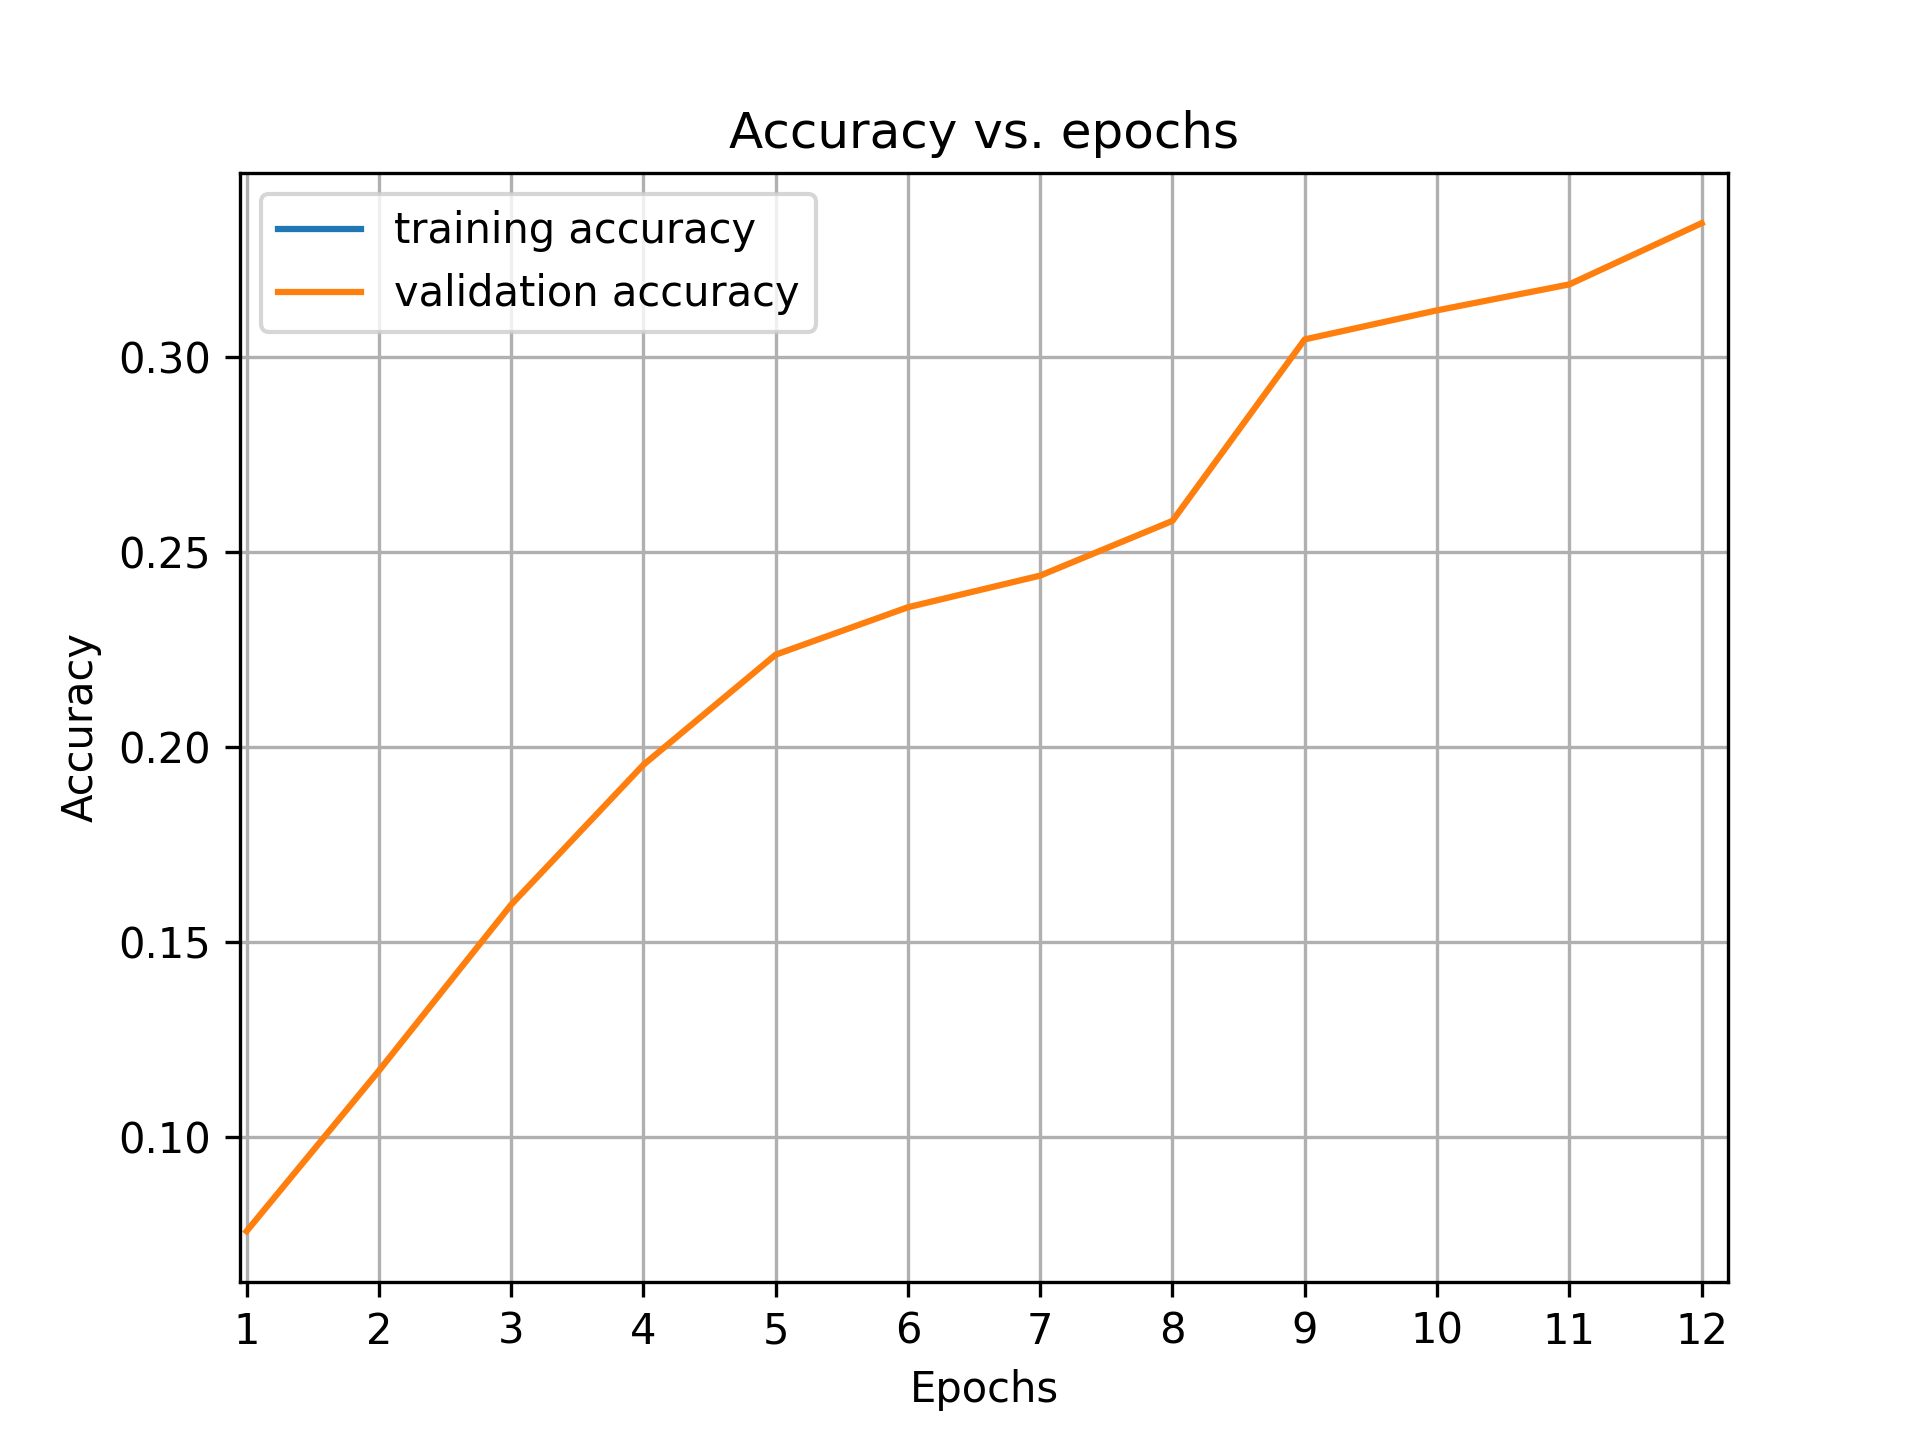 Accuracy vs. epochs
training accuracy
validation accuracy
0.30
0.25
0.20
0.15
0.10
Accuracy
1 2 3 4 5 6 7 8 9 10 11 12
Epochs